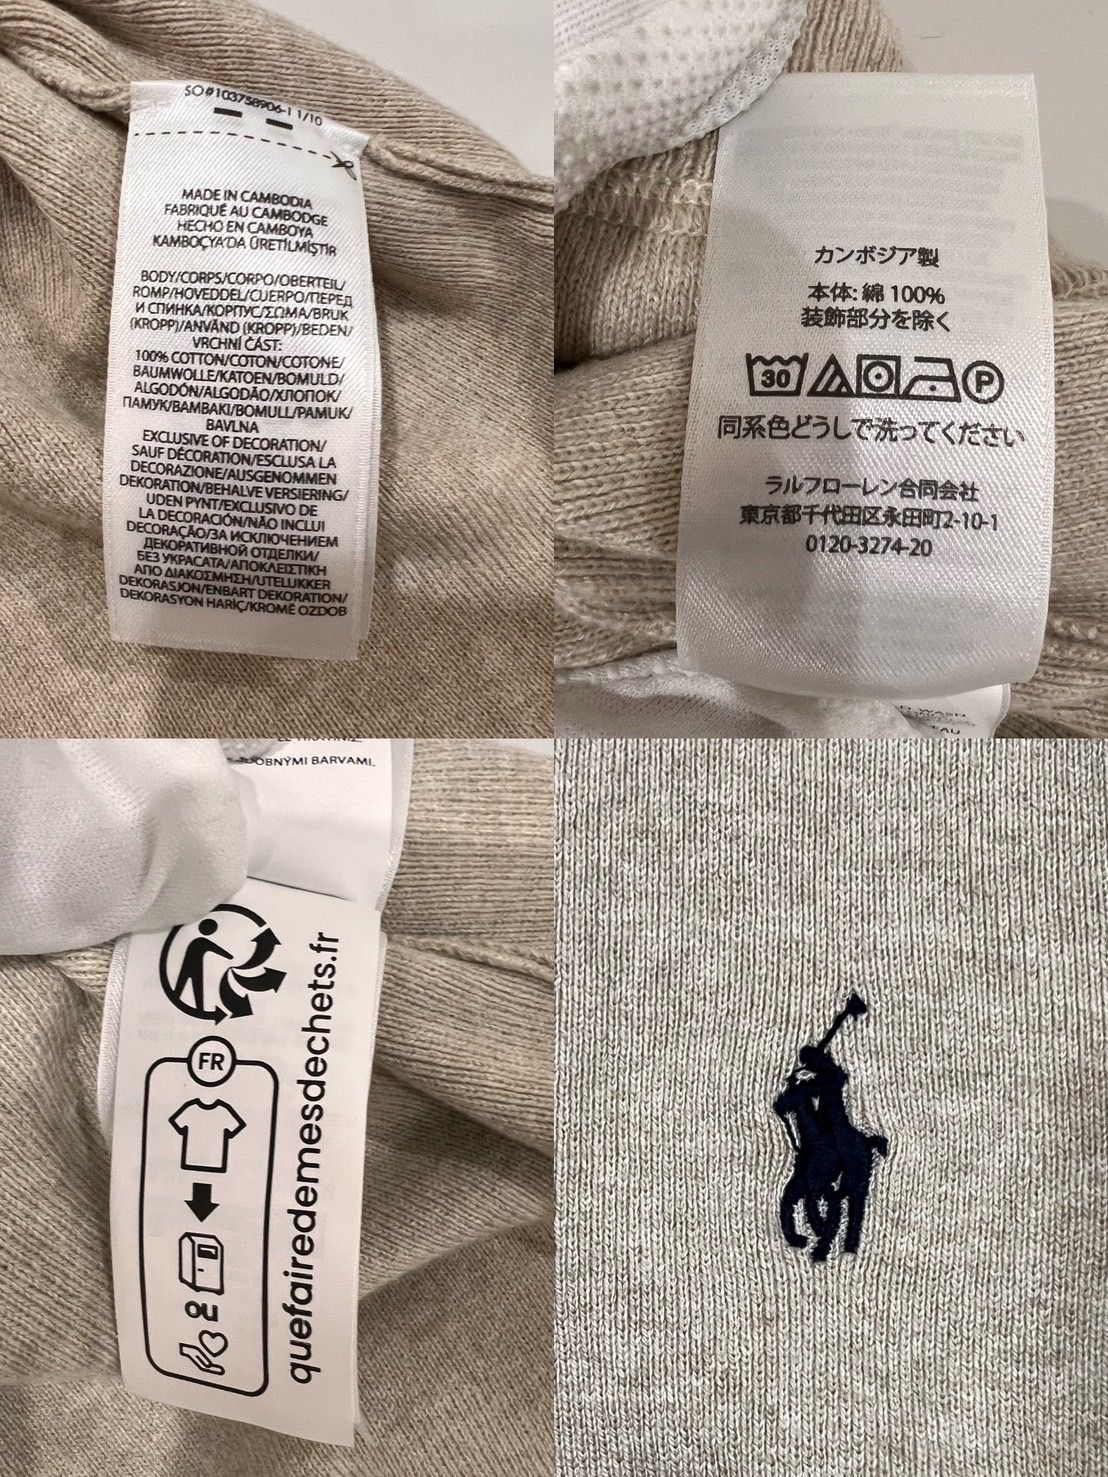 SO#103758906-1 1/10
MADE IN CAMBODIA
FABRIQUÉ AU CAMBODGE
HECHO EN CAMBOYA
KAMBOÇYA'DA ÜRETİLMİŞTİR
BODY/CORPS/CORPO/OBERTEIL/
ROMP/HOVEDDEL/CUERPO/ПЕРЕД
И СПИНКА/КОРПУС/ΣΩΜΑ/BRUK
(KROPP)/ANVÄND (KROPP)/BEDEN/
VRCHNÍ ČÁST:
100% COTTON/COTON/COTONE/
BAUMWOLLE/KATOEN/BOMULD/
ALGODÓN/ALGODÃO/ХЛОПОК/
ПАМУК/ΒΑΜΒΑΚΙ/BOMULL/PAMUK/
BAVLNA
EXCLUSIVE OF DECORATION/
SAUF DÉCORATION/ESCLUSA LA
DECORAZIONE/AUSGENOMMEN
DEKORATION/BEHALVE VERSIERING/
UDEN PYNT/EXCLUSIVO DE
LA DECORACIÓN/NÃO INCLUI
DECORAÇÃO/ЗА ИСКЛЮЧЕНИЕМ
ДЕКОРАТИВНОЙ ОТДЕЛКИ/
БЕЗ УКРАСАТА/ΑΠΟΚΛΕΙΣΤΙΚΗ
ΑΠΟ ΔΙΑΚΟΣΜΗΣΗ/UTELUKKER
DEKORASJON/ENBART DEKORATION/
DEKORASYON HARİÇ/KROMĚ OZDOB
カンボジア製
本体: 綿 100%
装飾部分を除く
30 P
同系色どうしで洗ってください
ラルフローレン合同会社
東京都千代田区永田町2-10-1
0120-3274-20
WASH
BARVAMI.
FR
OU
quefairedemesdechets.fr